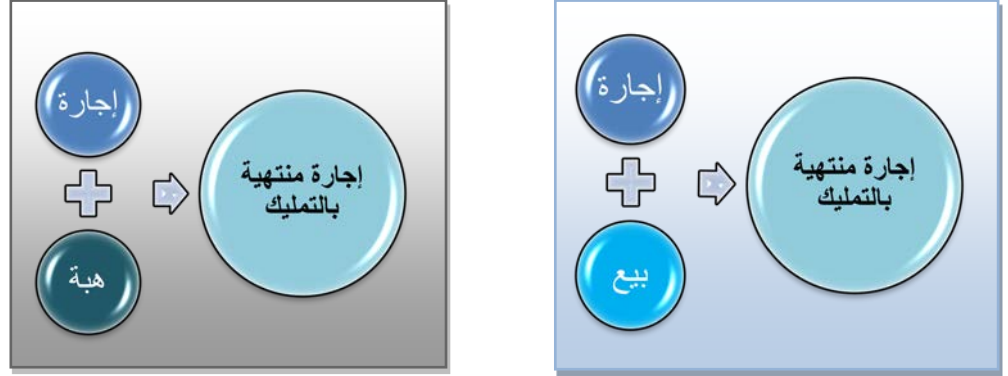 إجارة
بيع
إجارة منتهية
بالتمليك
إجارة
هبة
إجارة منتهية
بالتمليك